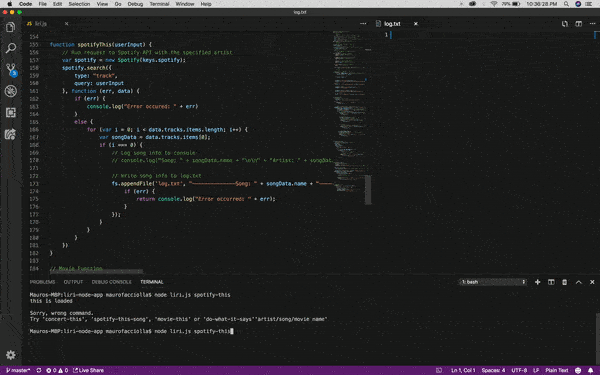 Code File Edit Selection View Go Debug Terminal Window Help
10:36:28 PM
log.txt
liri.js
log.txt
1
154
155 function spotifyThis(userInput) {
156 // Run request to Spotify API with the specified artist
157 var spotify = new Spotify(keys.spotify);
158 spotify.search({
159 type: "track",
160 query: userInput
161 }, function (err, data) {
162 if (err) {
163 console.log("Error occured: " + err)
164 }
165 else {
166 for (var i = 0; i < data.tracks.items.length; i++) {
167 var songData = data.tracks.items[0];
168 if (i === 0) {
169 // Log song info to console
170 // console.log("Song: " + songData.name + "\n\n" + "Artist: " + songDat
171
172 // Write song info to log.txt
173 fs.appendFile('log.txt', "--------------Song: " + songData.name + "----
174 if (err) {
175 return console.log("Error occurred: " + err);
176 }
177 });
178 }
179 }
180 }
181 })
182 }
183
184 // Movie Function
PROBLEMS OUTPUT DEBUG CONSOLE TERMINAL
1: bash
Mauros-MBP:liri-node-app maurofacciolla$ node liri.js spotify-this
this is loaded
Sorry, wrong command.
Try 'concert-this', 'spotify-this-song', 'movie-this' or 'do-what-it-says''artist/song/movie name'
Mauros-MBP:liri-node-app maurofacciolla$ node liri.js spotify-this
master* 0 0 Live Share
Ln 1, Col 1 Spaces: 4 UTF-8 LF Plain Text